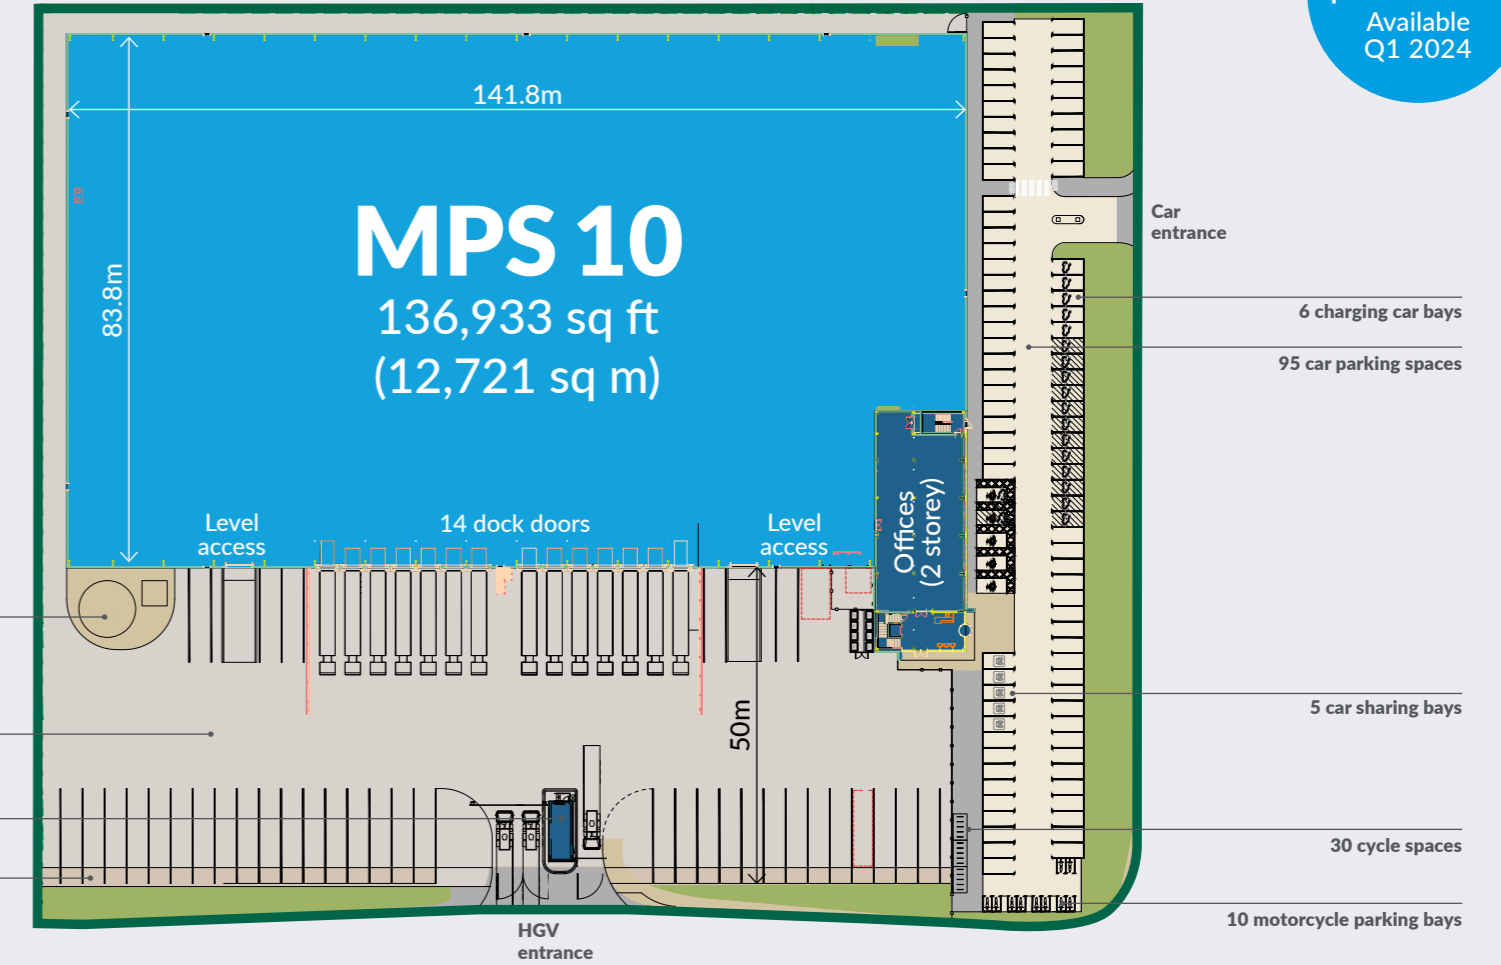 Available
Q1 2024
141.8m
MPS 10
136,933 sq ft
(12,721 sq m)
83.8m
Car
entrance
6 charging car bays
95 car parking spaces
Level
access
14 dock doors
Level
access
Offices
(2 storey)
50m
5 car sharing bays
30 cycle spaces
10 motorcycle parking bays
HGV
entrance